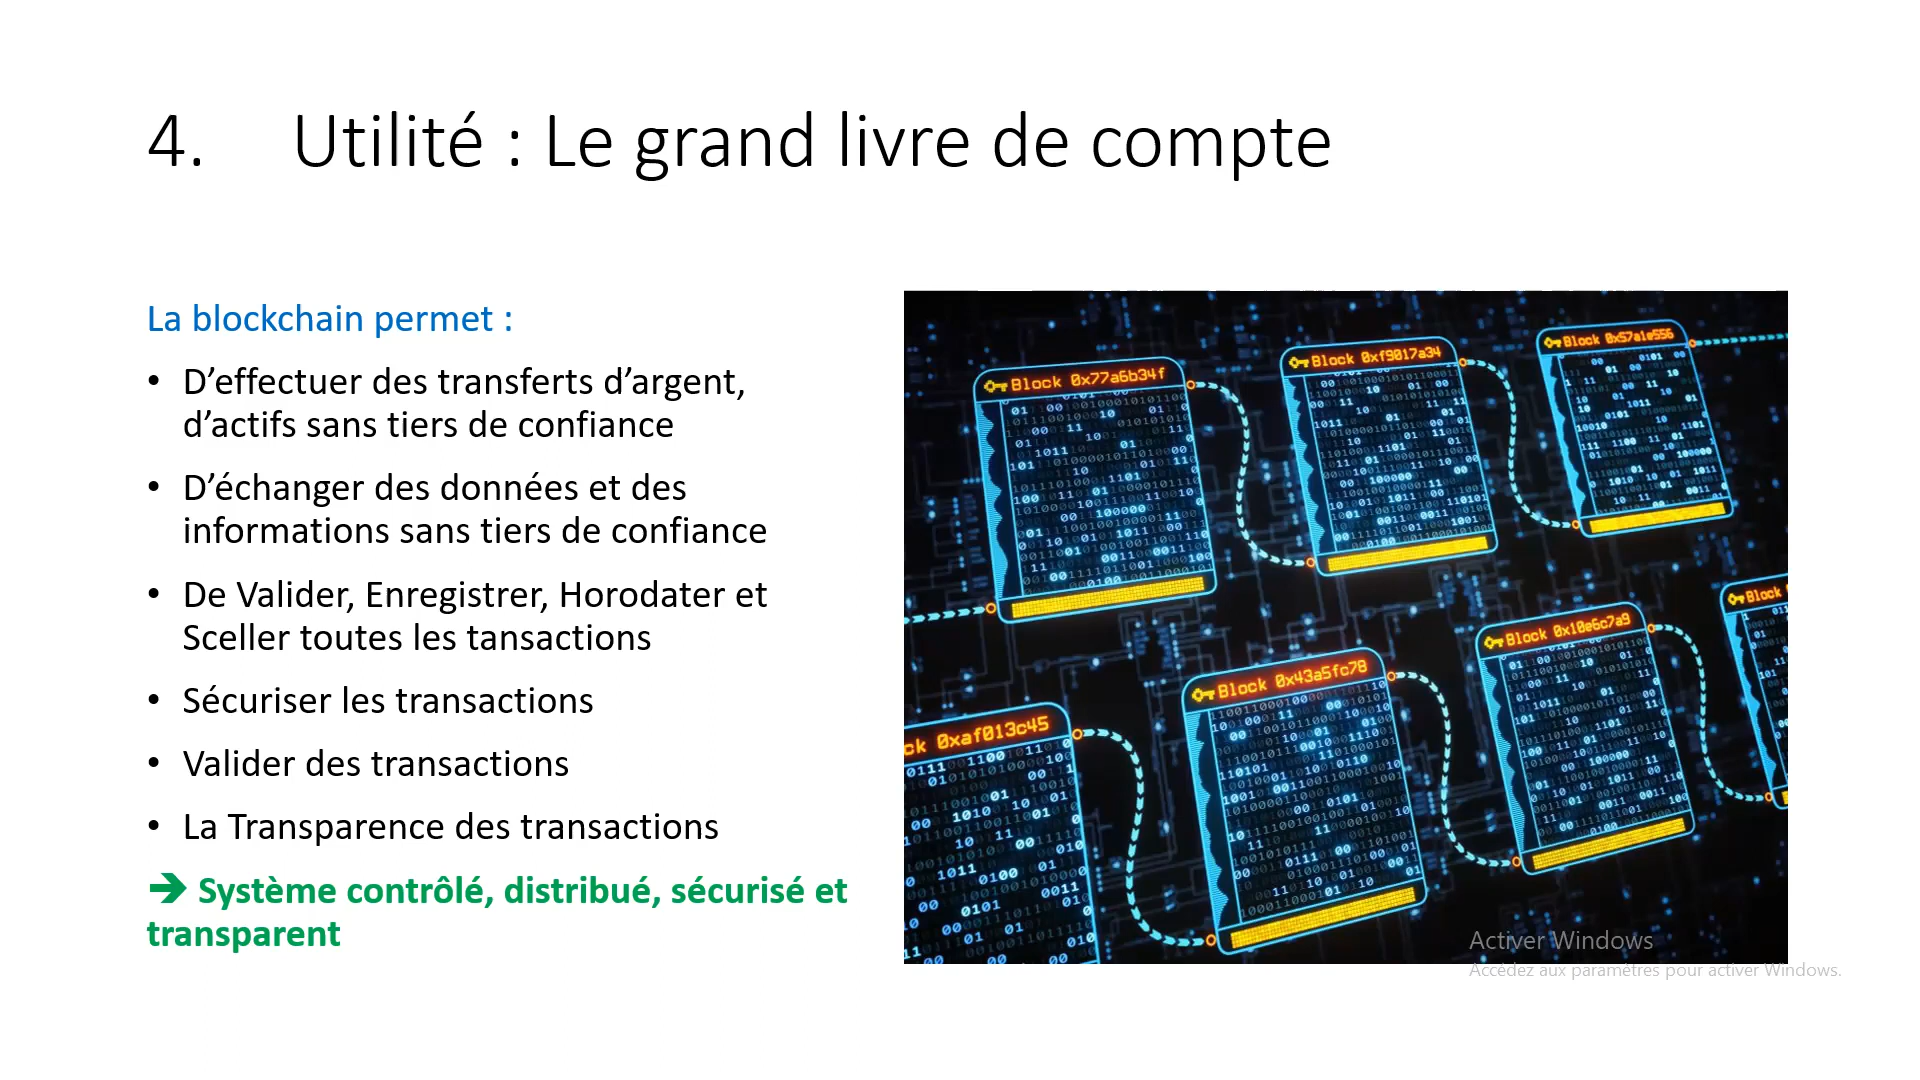 4. Utilité : Le grand livre de compte
La blockchain permet :
• D’effectuer des transferts d’argent,
d’actifs sans tiers de confiance
• D’échanger des données et des
informations sans tiers de confiance
• De Valider, Enregistrer, Horodater et
Sceller toutes les tansactions
• Sécuriser les transactions
• Valider des transactions
• La Transparence des transactions
➔ Système contrôlé, distribué, sécurisé et
transparent
Block 0x77a6b34f
Block 0xf9017a34
Block 0x57a1e556
ck 0xaf013c45
Block 0x43a5fc78
Block 0x10e6c7a9
Block
Activer Windows
Accédez aux paramètres pour activer Windows.